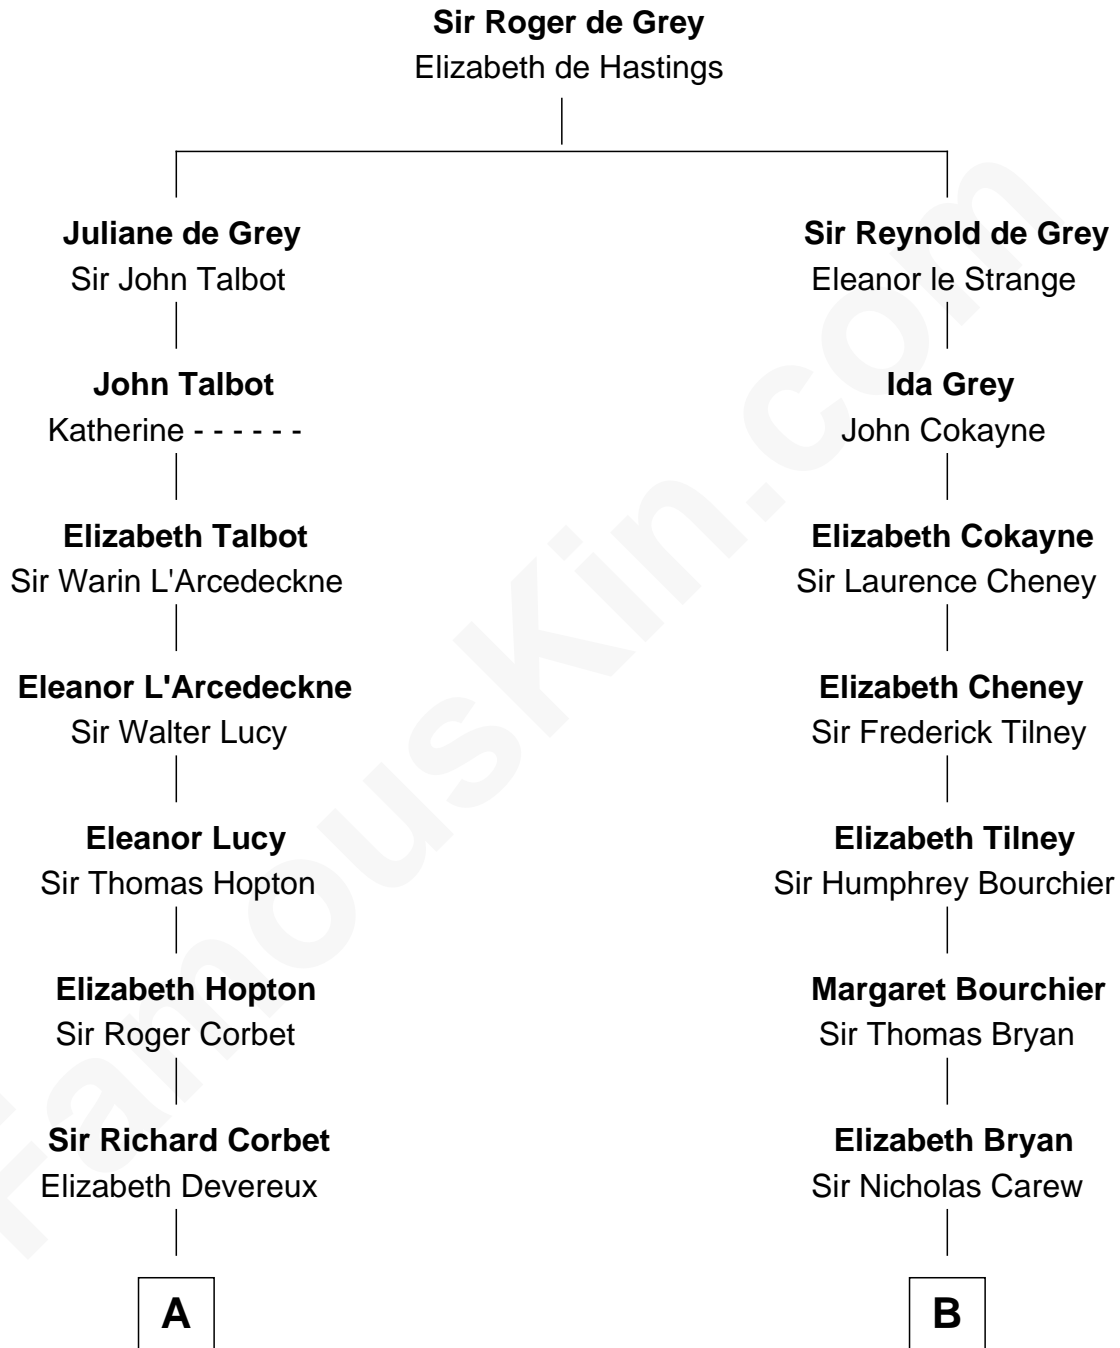 Sir Roger de Grey
Elizabeth de Hastings
Juliane de Grey
Sir John Talbot
John Talbot
Katherine - - - - - -
Elizabeth Talbot
Sir Warin L'Arcedeckne
Eleanor L'Arcedeckne
Sir Walter Lucy
Eleanor Lucy
Sir Thomas Hopton
Elizabeth Hopton
Sir Roger Corbet
Sir Richard Corbet
Elizabeth Devereux
A
Sir Reynold de Grey
Eleanor le Strange
Ida Grey
John Cokayne
Elizabeth Cokayne
Sir Laurence Cheney
Elizabeth Cheney
Sir Frederick Tilney
Elizabeth Tilney
Sir Humphrey Bourchier
Margaret Bourchier
Sir Thomas Bryan
Elizabeth Bryan
Sir Nicholas Carew
B
FamousKin.com